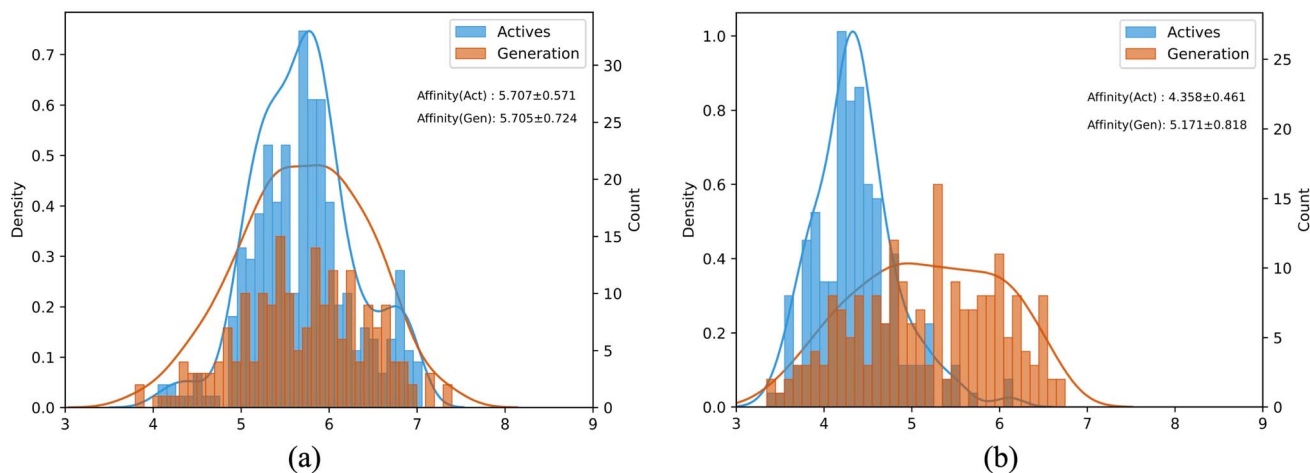 Actives
Generation
Affinity(Act) : 5.707±0.571
Affinity(Gen): 5.705±0.724
Density
0.7
0.6
0.5
0.4
0.3
0.2
0.1
0.0
Count
30
25
20
15
10
5
0
3 4 5 6 7 8 9
(a)
Actives
Generation
Affinity(Act) : 4.358±0.461
Affinity(Gen): 5.171±0.818
Density
1.0
0.8
0.6
0.4
0.2
0.0
Count
25
20
15
10
5
0
3 4 5 6 7 8 9
(b)